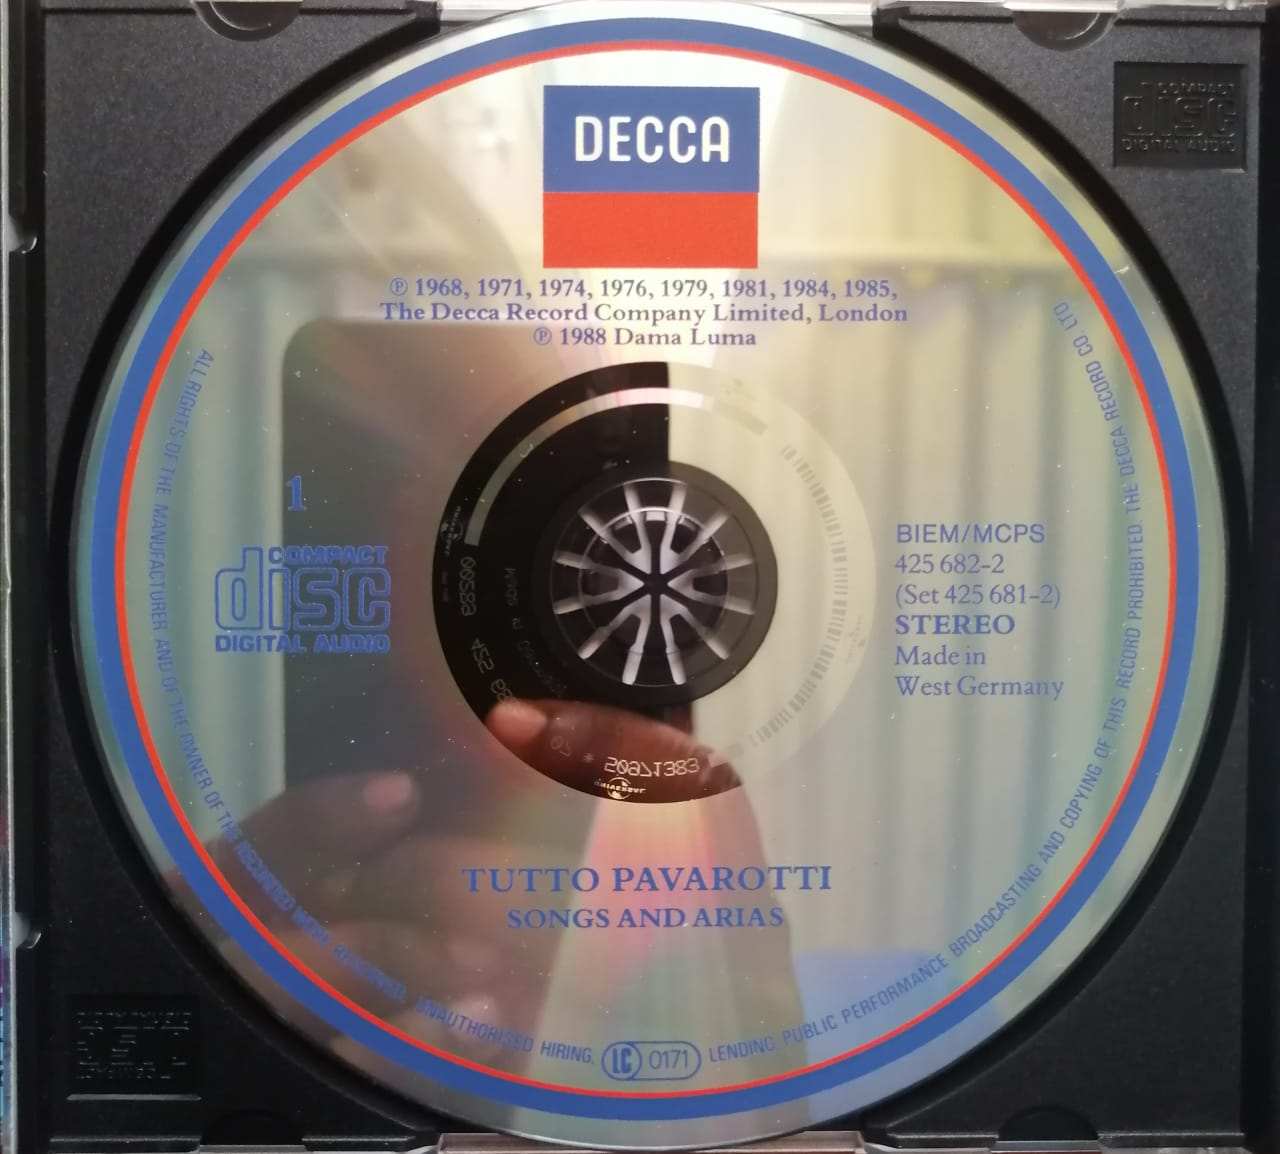 DECCA
℗ 1968, 1971, 1974, 1976, 1979, 1981, 1984, 1985,
The Decca Record Company Limited, London
℗ 1988 Dama Luma
1
COMPACT
disc
DIGITAL AUDIO
BIEM/MCPS
425 682-2
(Set 425 681-2)
STEREO
Made in
West Germany
50971383
TUTTO PAVAROTTI
SONGS AND ARIAS
ALL RIGHTS OF THE MANUFACTURER AND OF THE OWNER OF THE RECORDED WORK RESERVED. UNAUTHORISED HIRING, LENDING PUBLIC PERFORMANCE BROADCASTING AND COPYING OF THIS RECORD PROHIBITED. THE DECCA RECORD CO. LTD
LC 0171
COMPACT
disc
DIGITAL AUDIO